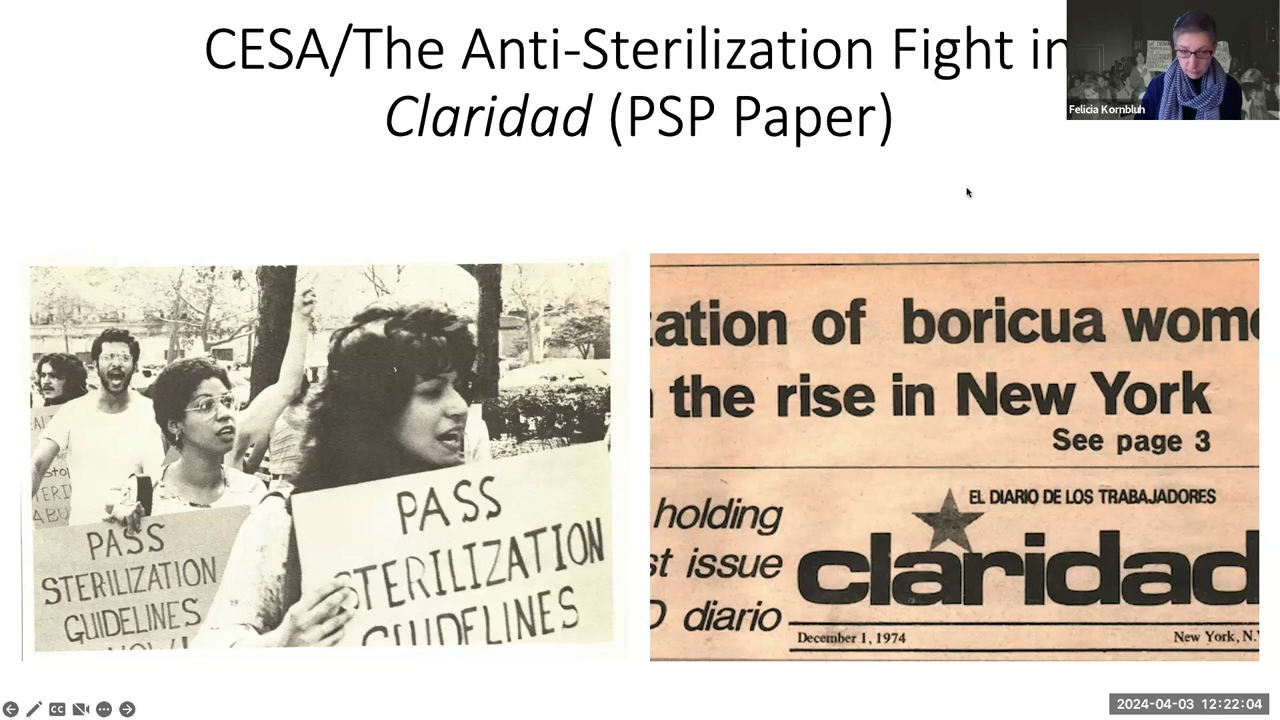 CESA/The Anti-Sterilization Fight in
Claridad (PSP Paper)
Felicia Kornbluh
PASS
STERILIZATION
GUIDELINES
PASS
STERILIZATION
GUIDELINES
ation of boricua wome
the rise in New York
See page 3
holding
st issue
diario
EL DIARIO DE LOS TRABAJADORES
claridad
December 1, 1974
New York, N.Y
CC
2024-04-03 12:22:04